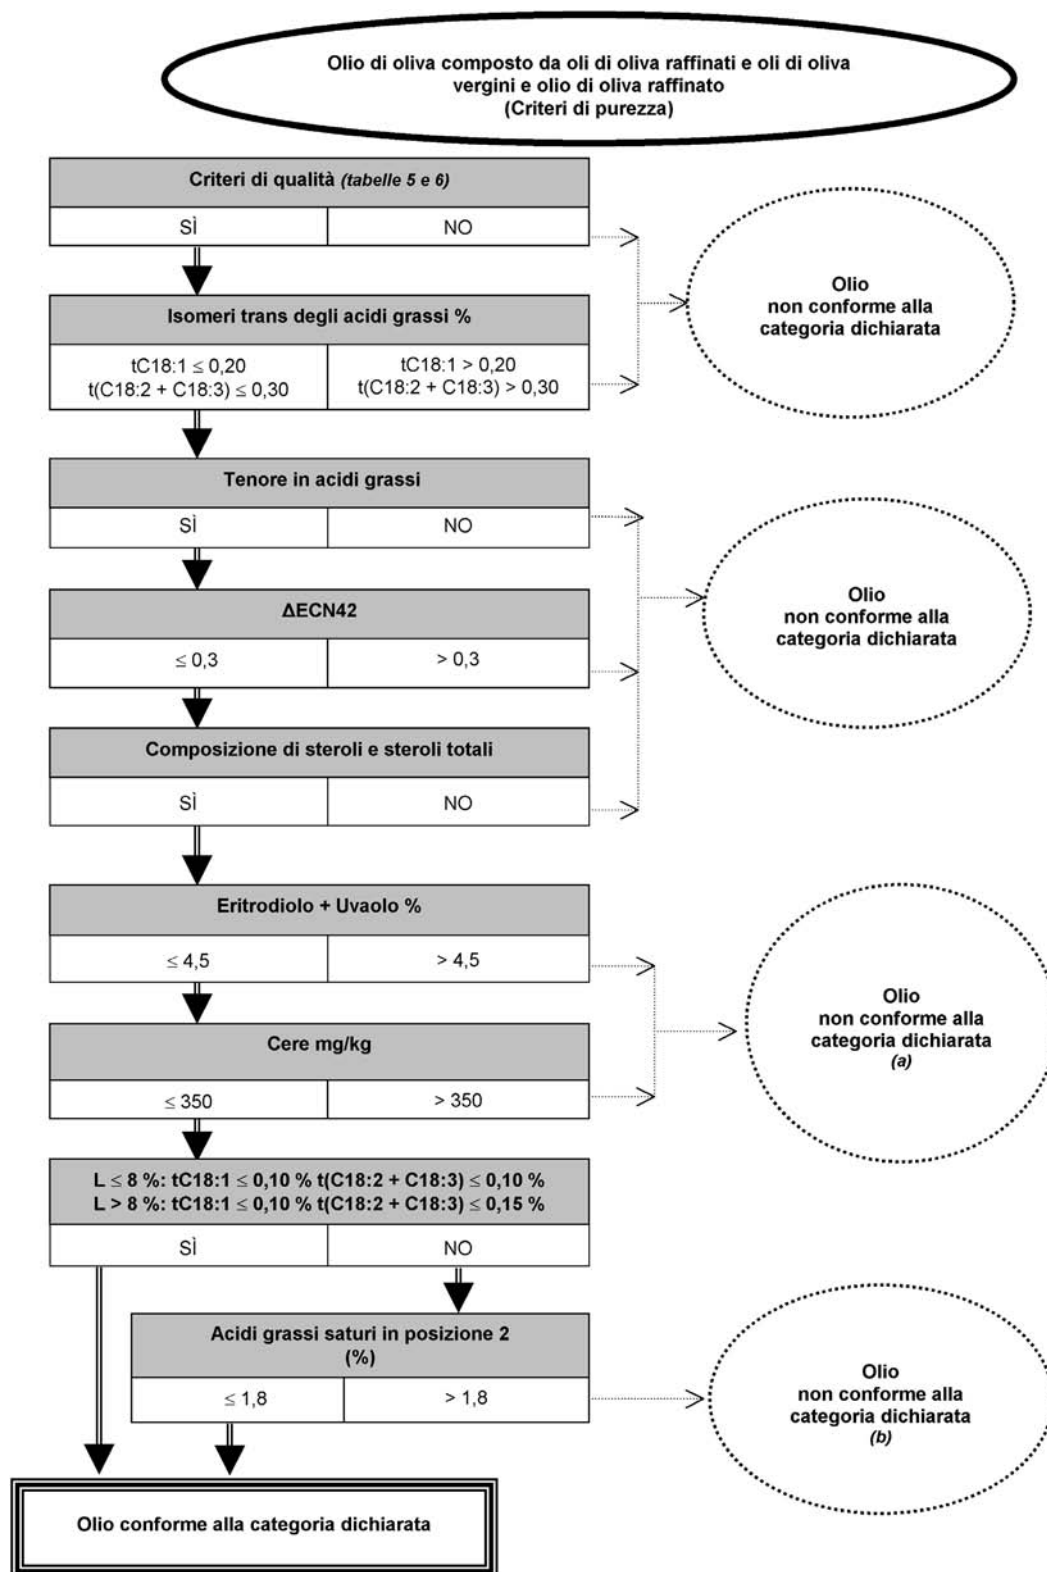 Olio di oliva composto da oli di oliva raffinati e oli di oliva
vergini e olio di oliva raffinato
(Criteri di purezza)
Criteri di qualità (tabelle 5 e 6)
SÌ
NO
Olio
non conforme alla
categoria dichiarata
Isomeri trans degli acidi grassi %
tC18:1 ≤ 0,20
t(C18:2 + C18:3) ≤ 0,30
tC18:1 > 0,20
t(C18:2 + C18:3) > 0,30
Tenore in acidi grassi
SÌ
NO
Olio
non conforme alla
categoria dichiarata
ΔECN42
≤ 0,3
> 0,3
Composizione di steroli e steroli totali
SÌ
NO
Eritrodiolo + Uvaolo %
≤ 4,5
> 4,5
Olio
non conforme alla
categoria dichiarata
(a)
Cere mg/kg
≤ 350
> 350
L ≤ 8 %: tC18:1 ≤ 0,10 % t(C18:2 + C18:3) ≤ 0,10 %
L > 8 %: tC18:1 ≤ 0,10 % t(C18:2 + C18:3) ≤ 0,15 %
SÌ
NO
Acidi grassi saturi in posizione 2
(%)
≤ 1,8
> 1,8
Olio
non conforme alla
categoria dichiarata
(b)
Olio conforme alla categoria dichiarata